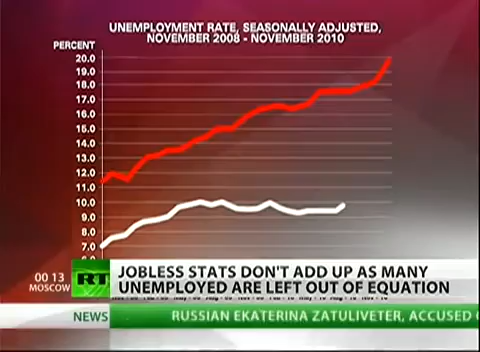 UNEMPLOYMENT RATE, SEASONALLY ADJUSTED,
NOVEMBER 2008 - NOVEMBER 2010
PERCENT
20.0
19.0
18.0
17.0
16.0
15.0
14.0
13.0
12.0
11.0
10.0
9.0
8.0
7.0
00 13
MOSCOW
RT
JOBLESS STATS DON'T ADD UP AS MANY
UNEMPLOYED ARE LEFT OUT OF EQUATION
NEWS
RUSSIAN EKATERINA ZATULIVETER, ACCUSED